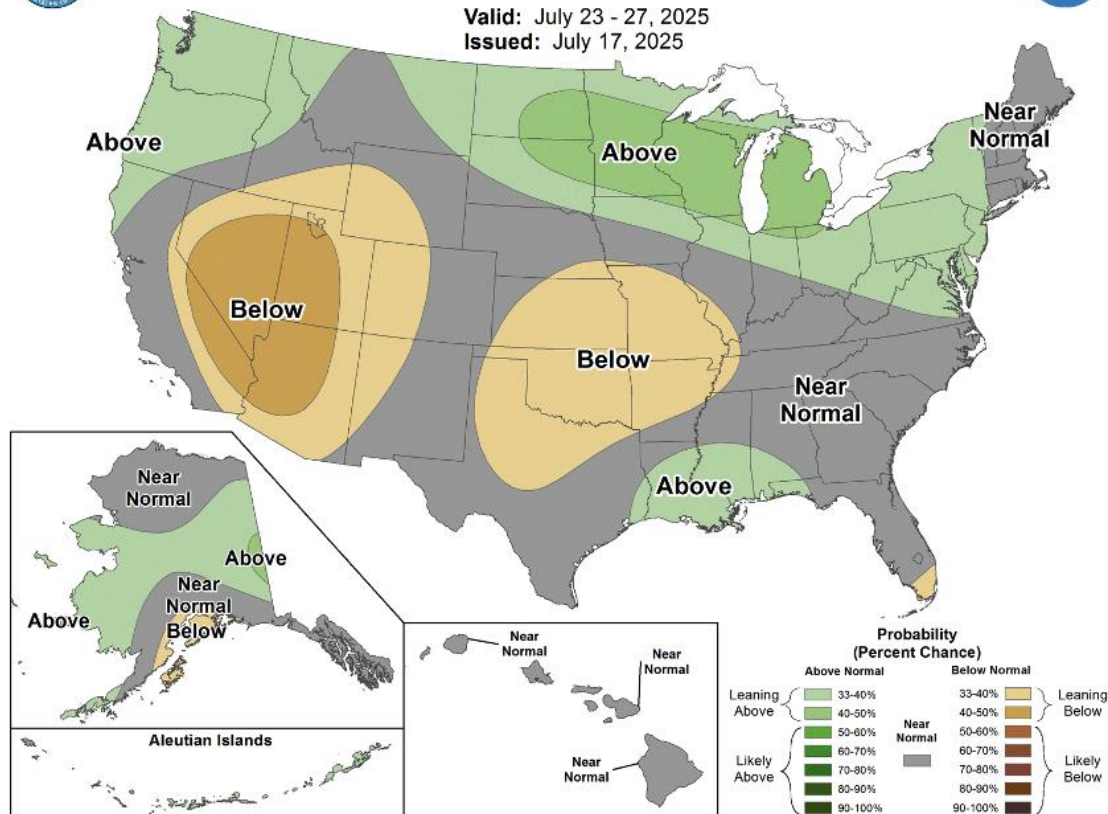 Valid: July 23 - 27, 2025
Issued: July 17, 2025
Above
Above
Near
Normal
Below
Below
Near
Normal
Above
Near
Normal
Above
Near
Normal
Below
Above
Aleutian Islands
Near
Normal
Near
Normal
Near
Normal
Probability
(Percent Chance)
Above Normal
Below Normal
Leaning
Above
33-40%
40-50%
Likely
Above
50-60%
60-70%
70-80%
80-90%
90-100%
Near
Normal
33-40%
40-50%
Leaning
Below
50-60%
60-70%
70-80%
80-90%
90-100%
Likely
Below